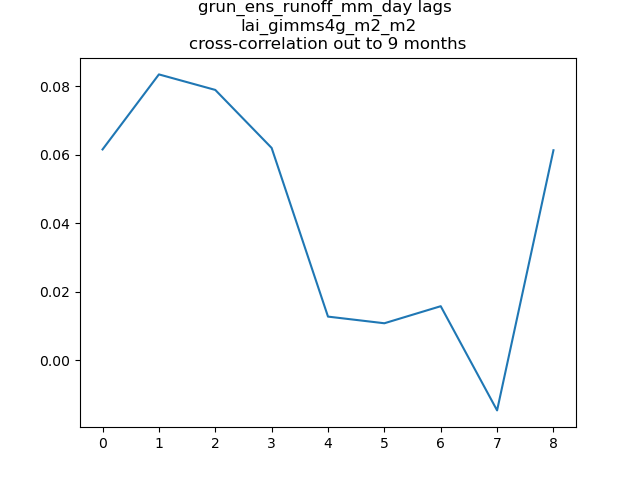 grun_ens_runoff_mm_day lags
lai_gimms4g_m2_m2
cross-correlation out to 9 months
0.08
0.06
0.04
0.02
0.00
0 1 2 3 4 5 6 7 8